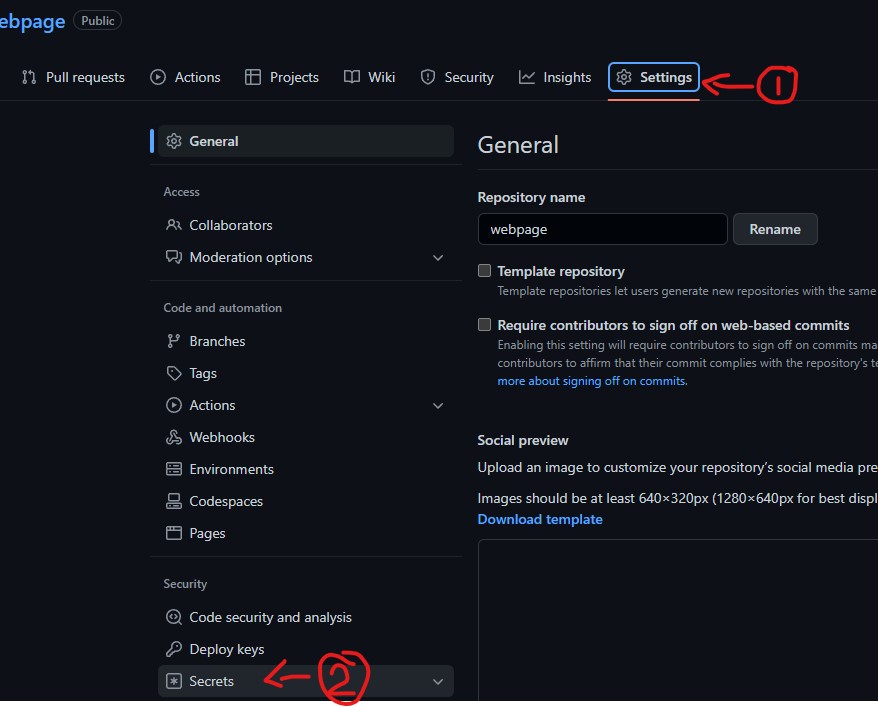 ebpage Public
Pull requests Actions Projects Wiki Security Insights Settings 1
General
Access
Collaborators
Moderation options
Code and automation
Branches
Tags
Actions
Webhooks
Environments
Codespaces
Pages
Security
Code security and analysis
Deploy keys
Secrets 2
General
Repository name
webpage Rename
Template repository
Template repositories let users generate new repositories with the same
Require contributors to sign off on web-based commits
Enabling this setting will require contributors to sign off on commits ma
contributors to affirm that their commit complies with the repository's te
more about signing off on commits.
Social preview
Upload an image to customize your repository's social media pre
Images should be at least 640×320px (1280×640px for best displ
Download template